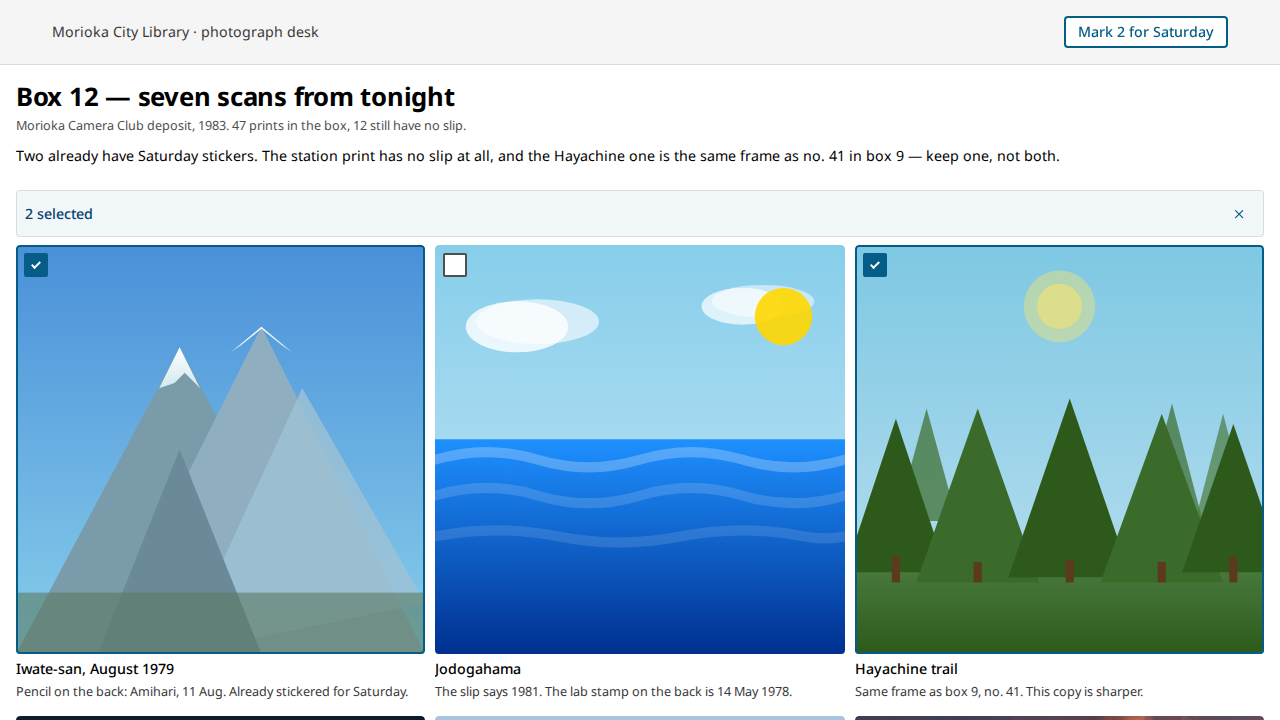 Morioka City Library · photograph desk
Mark 2 for Saturday
Box 12 — seven scans from tonight
Morioka Camera Club deposit, 1983. 47 prints in the box, 12 still have no slip.
Two already have Saturday stickers. The station print has no slip at all, and the Hayachine one is the same frame as no. 41 in box 9 — keep one, not both.
2 selected
Iwate-san, August 1979
Pencil on the back: Amihari, 11 Aug. Already stickered for Saturday.
Jodogahama
The slip says 1981. The lab stamp on the back is 14 May 1978.
Hayachine trail
Same frame as box 9, no. 41. This copy is sharper.